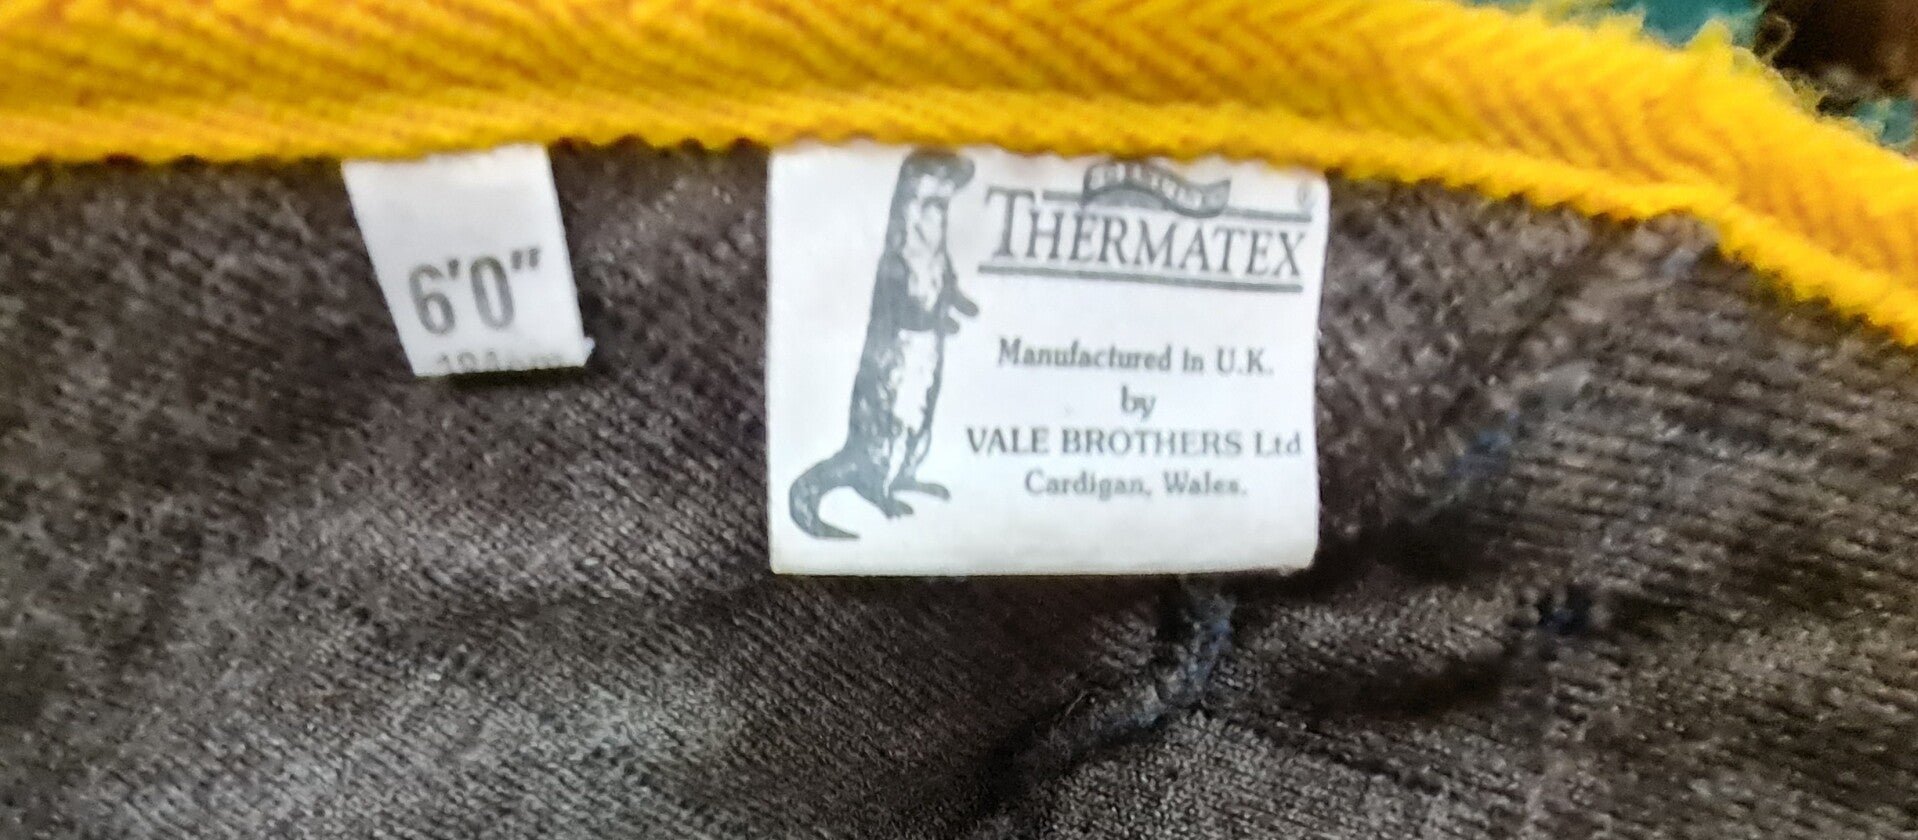 6'0"
THERMATEX
®
Manufactured in U.K.
by
VALE BROTHERS Ltd
Cardigan, Wales.